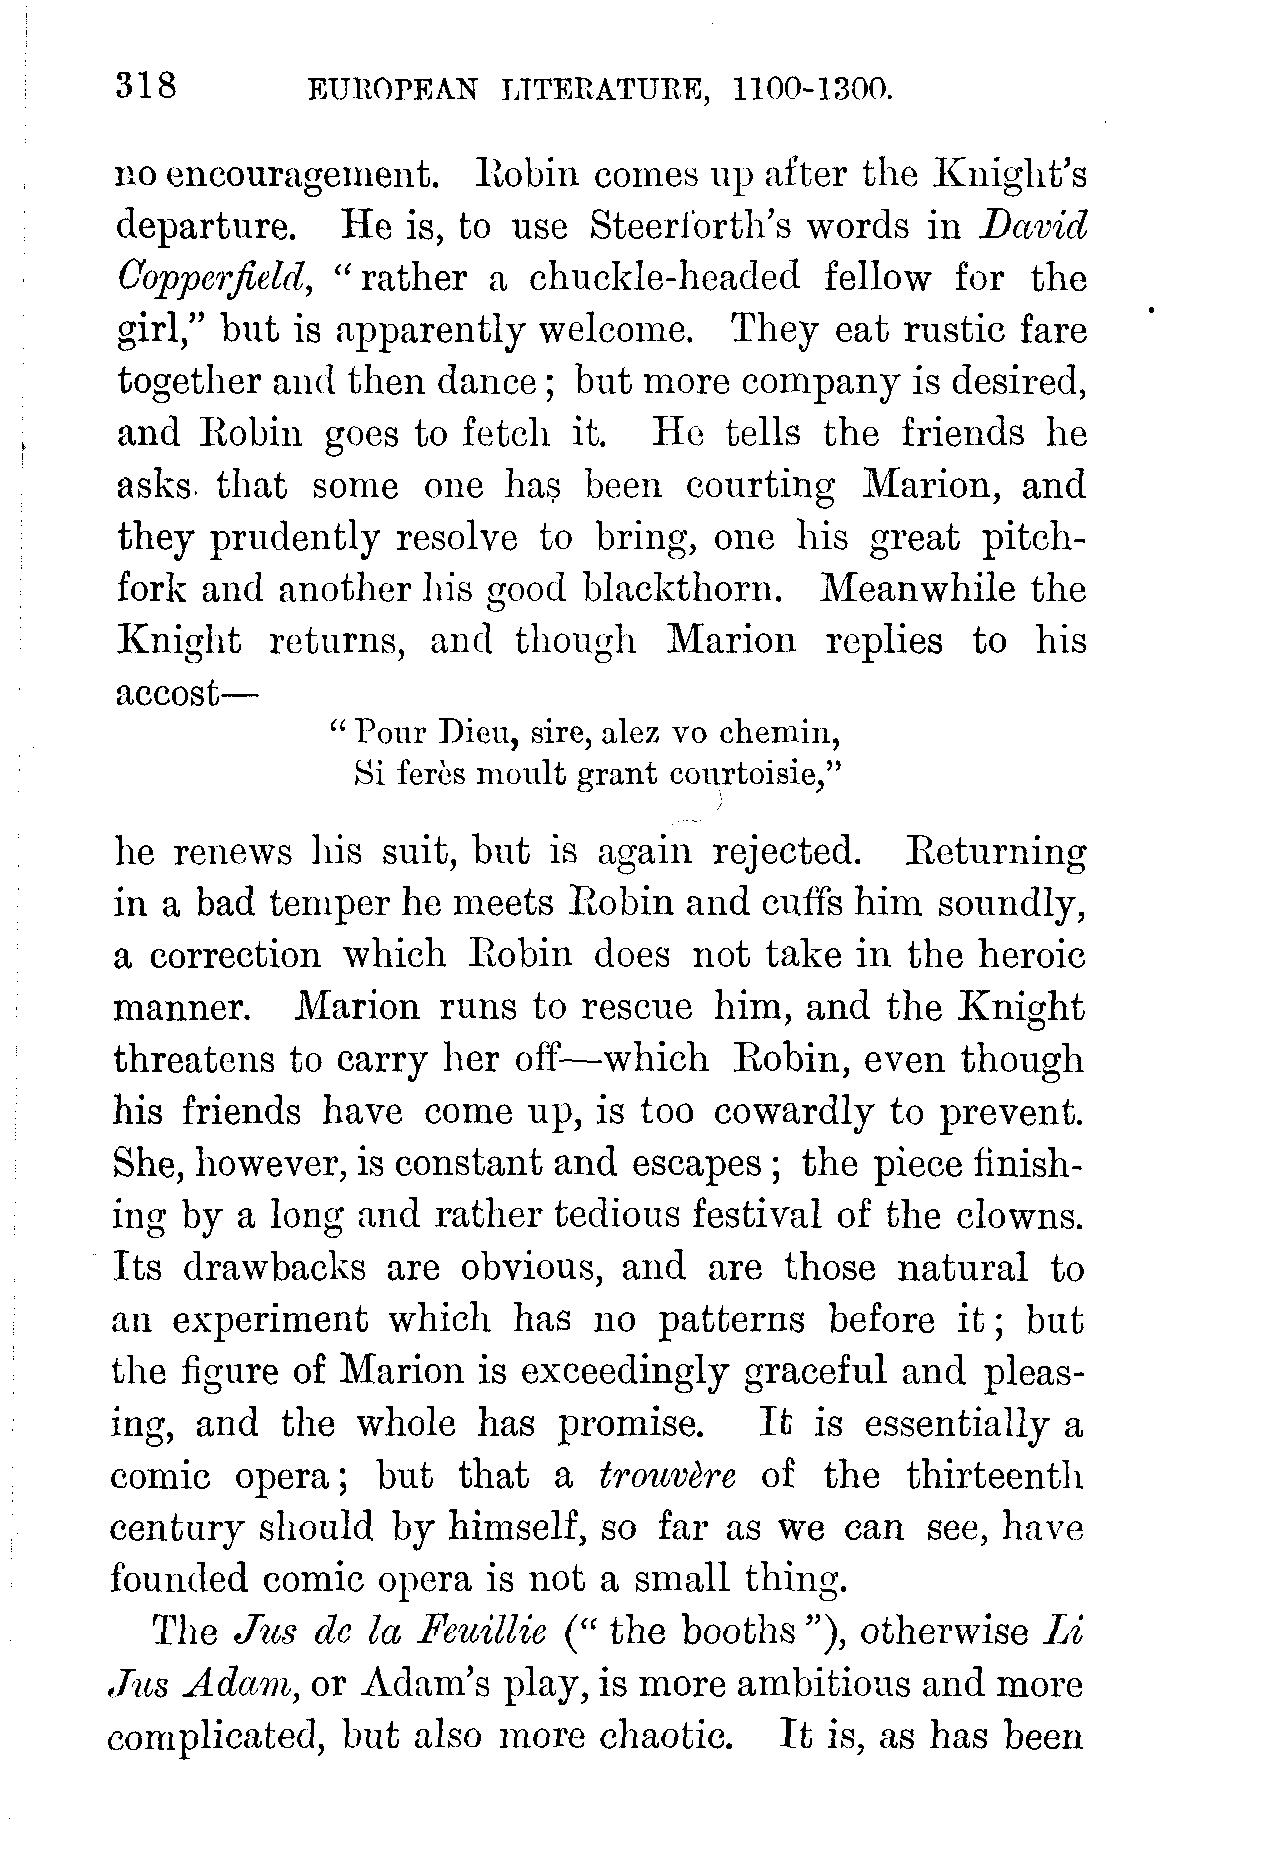 318 EUROPEAN LITERATURE, 1100-1300.
no encouragement. Robin comes up after the Knight's
departure. He is, to use Steerforth's words in David
Copperfield, “rather a chuckle-headed fellow for the
girl,” but is apparently welcome. They eat rustic fare
together and then dance; but more company is desired,
and Robin goes to fetch it. He tells the friends he
asks that some one has been courting Marion, and
they prudently resolve to bring, one his great pitch-
fork and another his good blackthorn. Meanwhile the
Knight returns, and though Marion replies to his
accost—
“Pour Dieu, sire, alez vo chemin,
Si ferès moult grant courtoisie,”
he renews his suit, but is again rejected. Returning
in a bad temper he meets Robin and cuffs him soundly,
a correction which Robin does not take in the heroic
manner. Marion runs to rescue him, and the Knight
threatens to carry her off—which Robin, even though
his friends have come up, is too cowardly to prevent.
She, however, is constant and escapes; the piece finish-
ing by a long and rather tedious festival of the clowns.
Its drawbacks are obvious, and are those natural to
an experiment which has no patterns before it; but
the figure of Marion is exceedingly graceful and pleas-
ing, and the whole has promise. It is essentially a
comic opera; but that a trouvère of the thirteenth
century should by himself, so far as we can see, have
founded comic opera is not a small thing.
The Jus de la Feuillie (“the booths”), otherwise Li
Jus Adam, or Adam's play, is more ambitious and more
complicated, but also more chaotic. It is, as has been